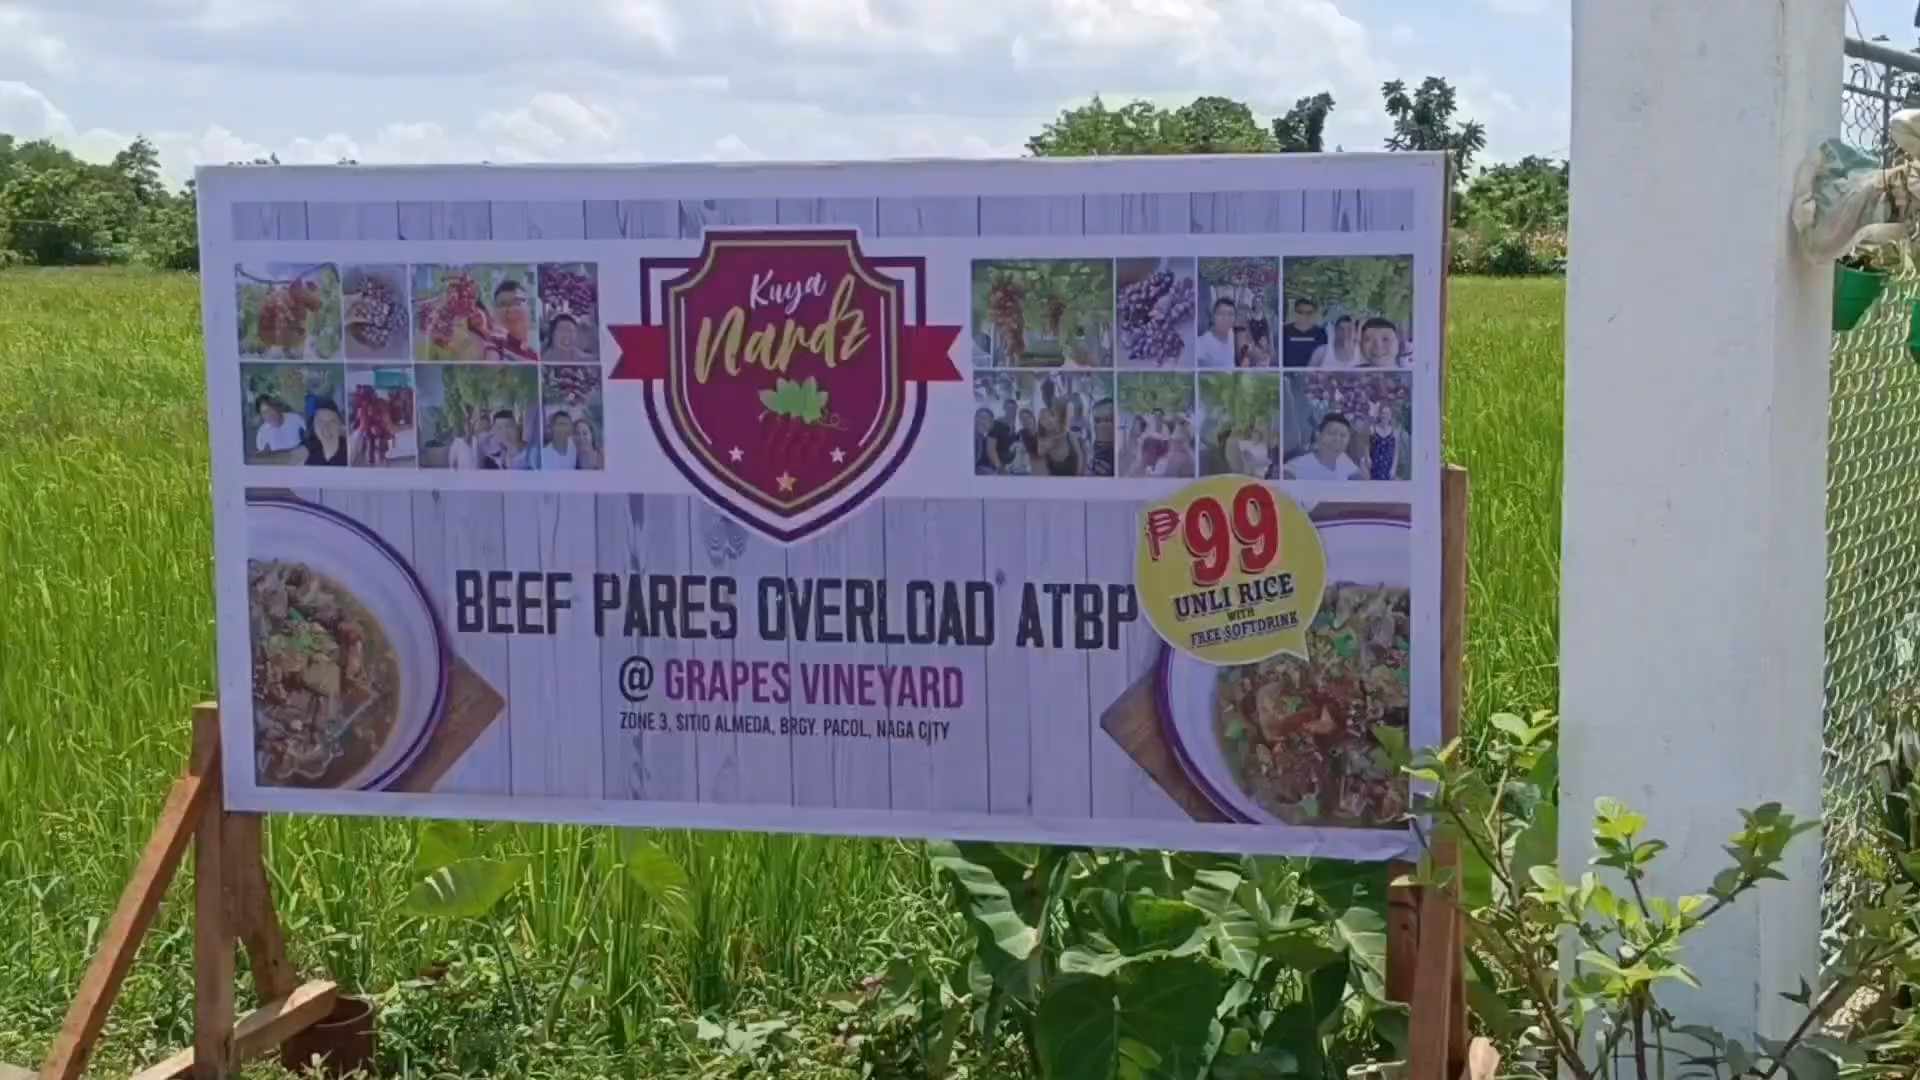 Kuya
Nardz
₱99
UNLI RICE
WITH
FREE SOFTDRINK
BEEF PARES OVERLOAD ATBP
@ GRAPES VINEYARD
ZONE 3, SITIO ALMEDA, BRGY. PACOL, NAGA CITY